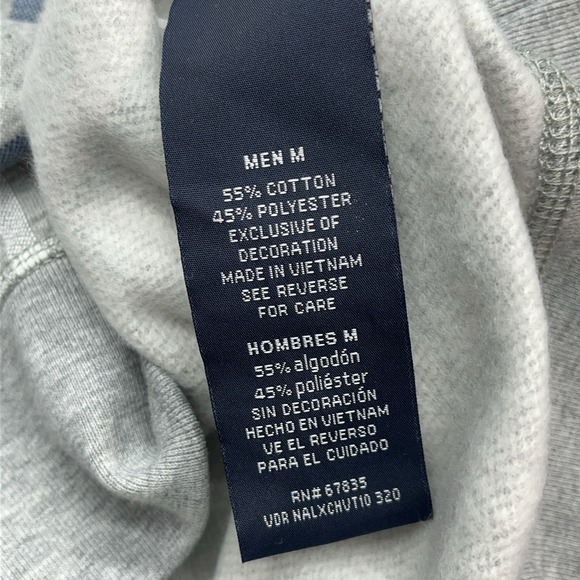 MEN M
55% COTTON
45% POLYESTER
EXCLUSIVE OF
DECORATION
MADE IN VIETNAM
SEE REVERSE
FOR CARE
HOMBRES M
55% algodón
45% poliéster
SIN DECORACIÓN
HECHO EN VIETNAM
VE EL REVERSO
PARA EL CUIDADO
RN# 67835
VDR NALXCHVT10 320